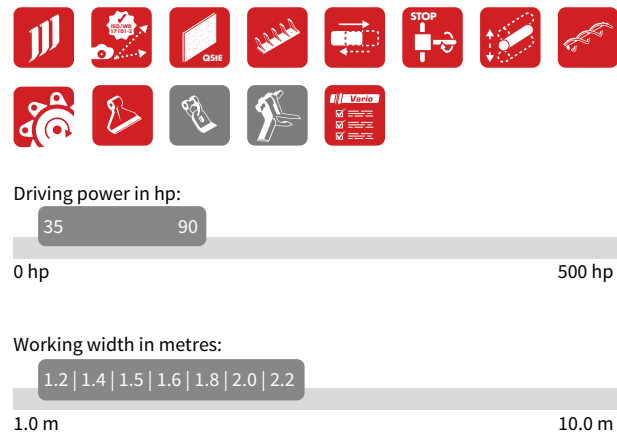 ISO/WD
17101-2
QStE
STOP
Vario
Driving power in hp:
35 90
0 hp 500 hp
Working width in metres:
1.2 | 1.4 | 1.5 | 1.6 | 1.8 | 2.0 | 2.2
1.0 m 10.0 m